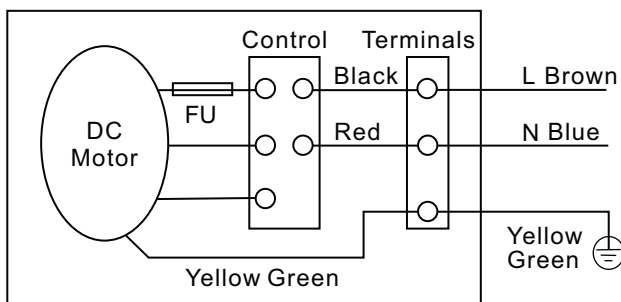 Control
Terminals
Black
L Brown
FU
DC
Motor
Red
N Blue
Yellow
Green
Yellow Green